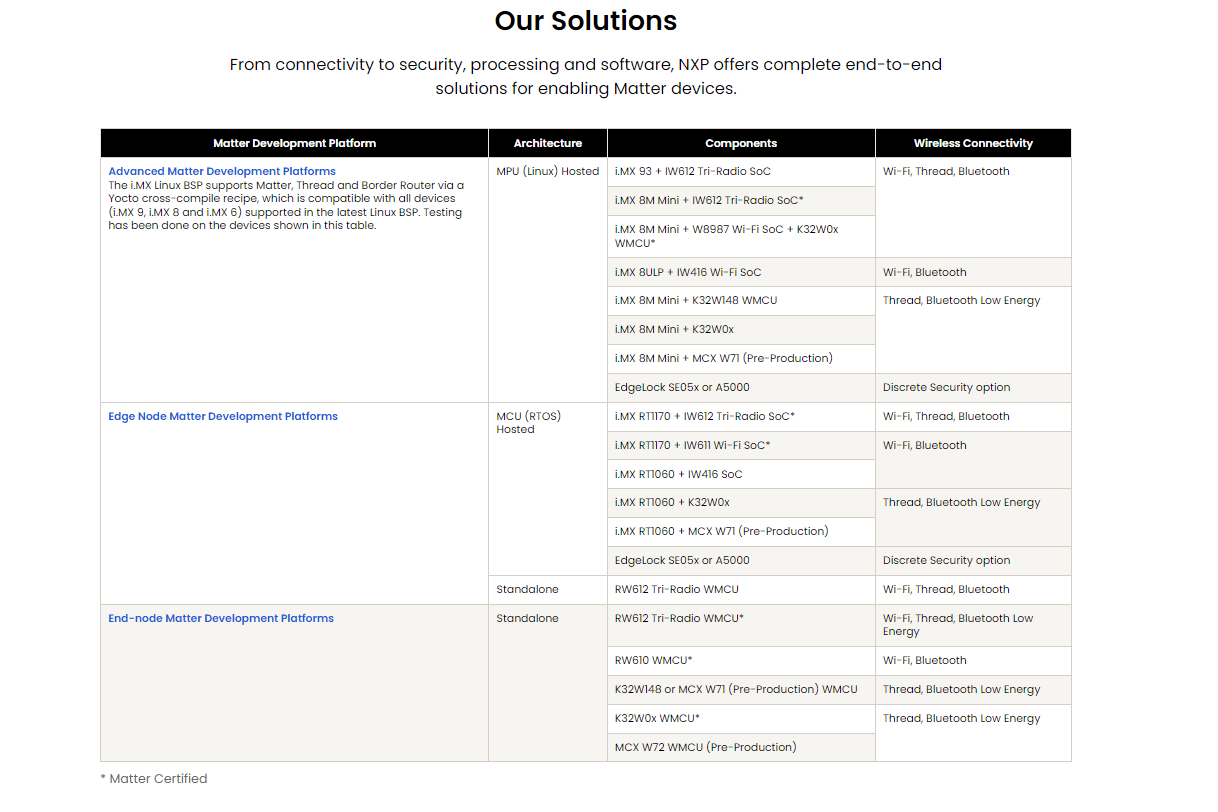 Our Solutions
From connectivity to security, processing and software, NXP offers complete end-to-end
solutions for enabling Matter devices.
Matter Development Platform Architecture Components Wireless Connectivity
Advanced Matter Development Platforms
The i.MX Linux BSP supports Matter, Thread and Border Router via a
Yocto cross-compile recipe, which is compatible with all devices
(i.MX 9, i.MX 8 and i.MX 6) supported in the latest Linux BSP. Testing
has been done on the devices shown in this table.
MPU (Linux) Hosted
i.MX 93 + IW612 Tri-Radio SoC
Wi-Fi, Thread, Bluetooth
i.MX 8M Mini + IW612 Tri-Radio SoC*
i.MX 8M Mini + W8987 Wi-Fi SoC + K32W0x
WMCU*
i.MX 8ULP + IW416 Wi-Fi SoC
Wi-Fi, Bluetooth
i.MX 8M Mini + K32W148 WMCU
Thread, Bluetooth Low Energy
i.MX 8M Mini + K32W0x
i.MX 8M Mini + MCX W71 (Pre-Production)
EdgeLock SE05x or A5000
Discrete Security option
Edge Node Matter Development Platforms
MCU (RTOS)
Hosted
i.MX RT1170 + IW612 Tri-Radio SoC*
Wi-Fi, Thread, Bluetooth
i.MX RT1170 + IW611 Wi-Fi SoC*
Wi-Fi, Bluetooth
i.MX RT1060 + IW416 SoC
i.MX RT1060 + K32W0x
Thread, Bluetooth Low Energy
i.MX RT1060 + MCX W71 (Pre-Production)
EdgeLock SE05x or A5000
Discrete Security option
Standalone
RW612 Tri-Radio WMCU
Wi-Fi, Thread, Bluetooth
End-node Matter Development Platforms
Standalone
RW612 Tri-Radio WMCU*
Wi-Fi, Thread, Bluetooth Low
Energy
RW610 WMCU*
Wi-Fi, Bluetooth
K32W148 or MCX W71 (Pre-Production) WMCU
Thread, Bluetooth Low Energy
K32W0x WMCU*
Thread, Bluetooth Low Energy
MCX W72 WMCU (Pre-Production)
* Matter Certified